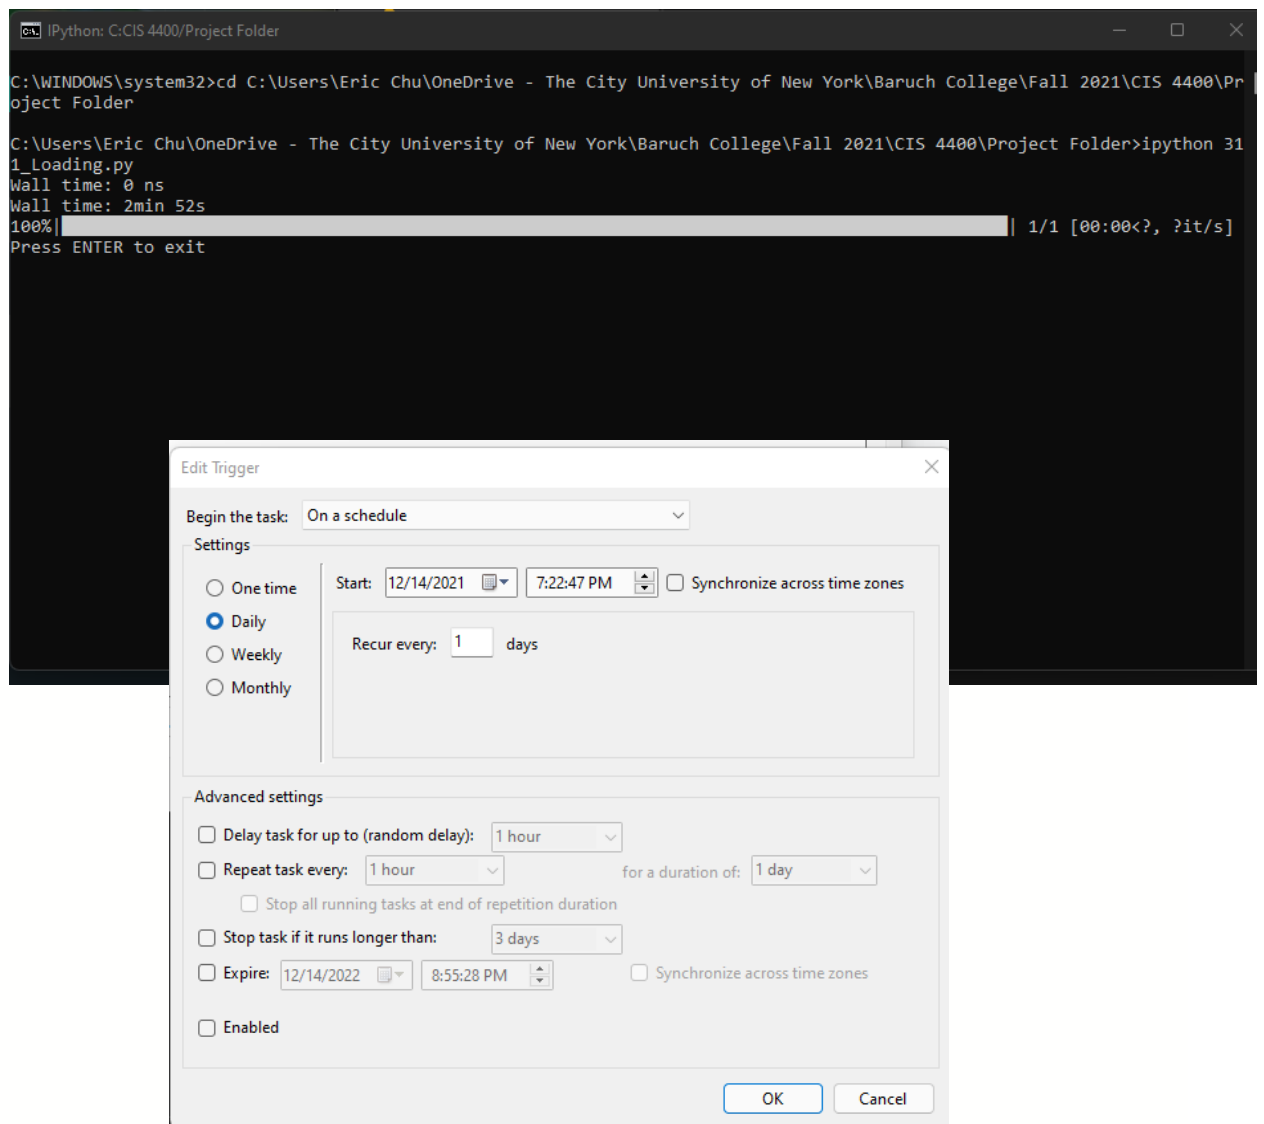 IPython: C:CIS 4400/Project Folder
C:\WINDOWS\system32>cd C:\Users\Eric Chu\OneDrive - The City University of New York\Baruch College\Fall 2021\CIS 4400\Pr
oject Folder
C:\Users\Eric Chu\OneDrive - The City University of New York\Baruch College\Fall 2021\CIS 4400\Project Folder>ipython 31
1_Loading.py
Wall time: 0 ns
Wall time: 2min 52s
100%| | 1/1 [00:00<?, ?it/s]
Press ENTER to exit
Edit Trigger
Begin the task: On a schedule
Settings
One time
Start: 12/14/2021 7:22:47 PM Synchronize across time zones
Daily
Recur every: 1 days
Weekly
Monthly
Advanced settings
Delay task for up to (random delay): 1 hour
Repeat task every: 1 hour for a duration of: 1 day
Stop all running tasks at end of repetition duration
Stop task if it runs longer than: 3 days
Expire: 12/14/2022 8:55:28 PM Synchronize across time zones
Enabled
OK Cancel